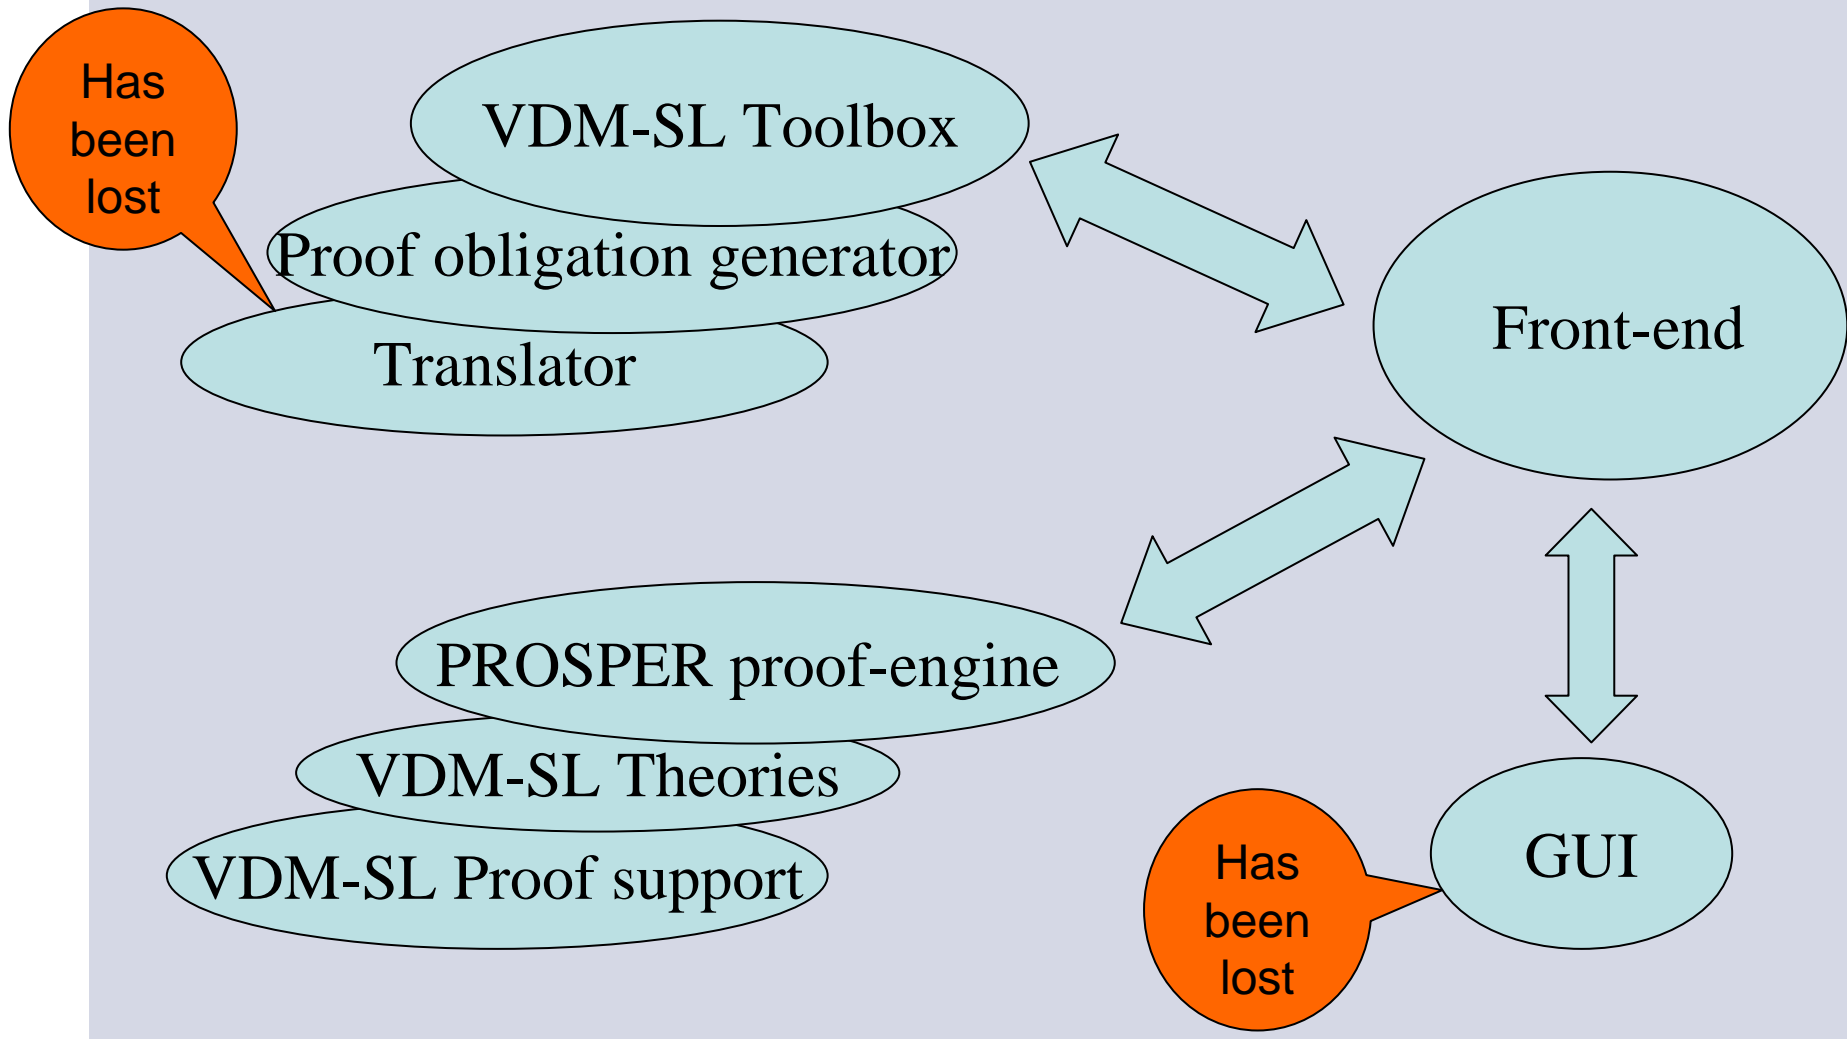 Has
been
lost
VDM-SL Toolbox
Proof obligation generator
Translator
Front-end
PROSPER proof-engine
VDM-SL Theories
VDM-SL Proof support
GUI
Has
been
lost